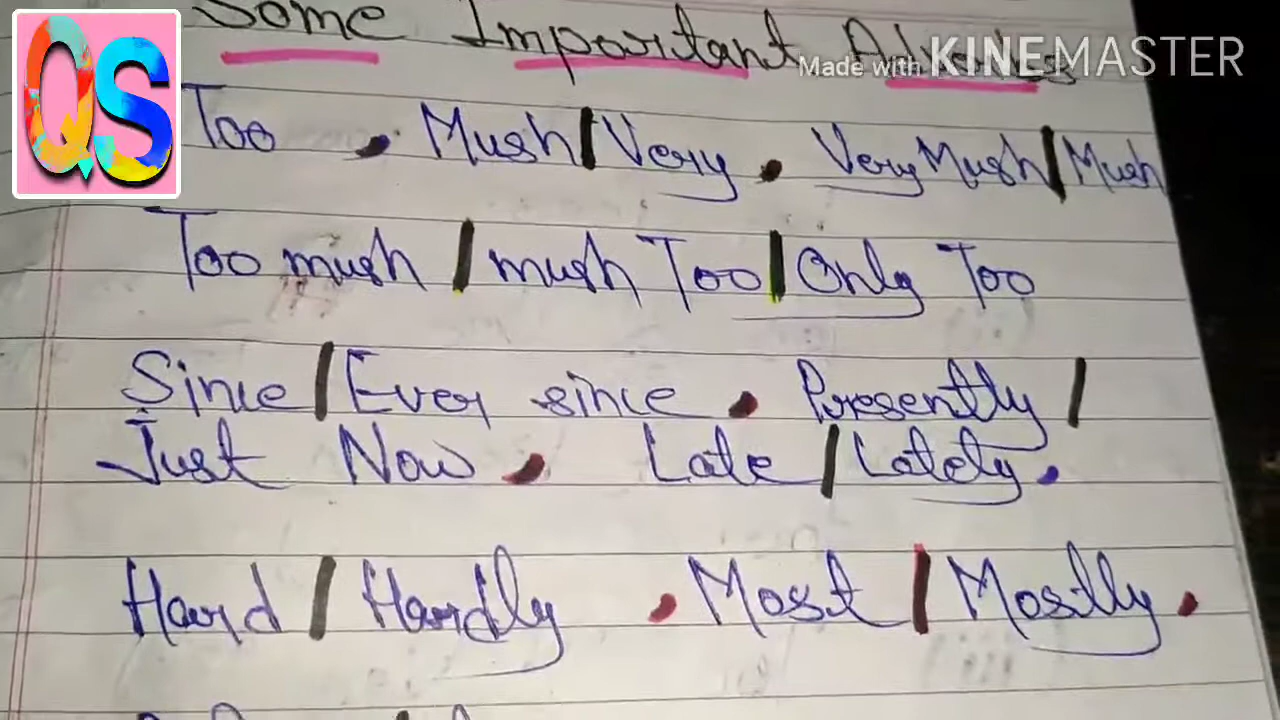 Some Important Adverbs
Made with KINEMASTER
QS
Too . Mush/Very . Very Mush/Mush
Too mush / mush Too/Only Too
Since/Ever since . Presently /
Just Now . Late/Lately.
Hard / Hardly . Most / Mostly.